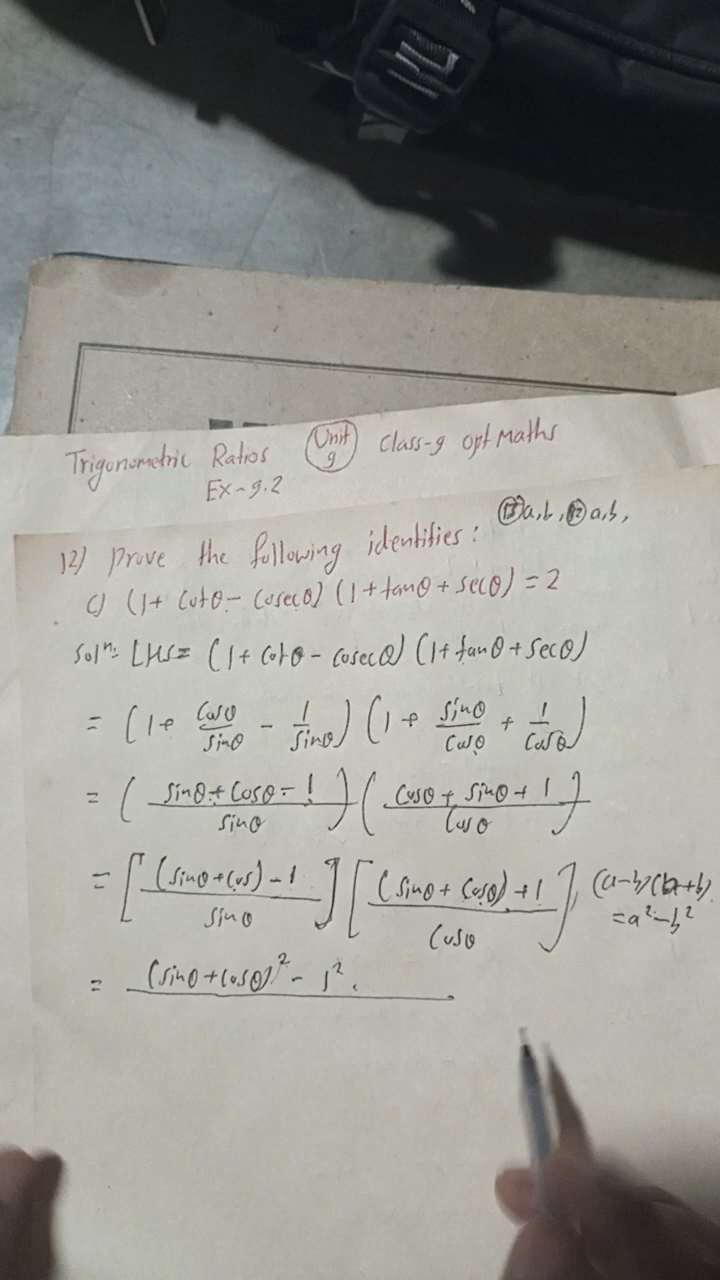 Trigonometric Ratios Unit 9 Class-9 opt Maths
Ex-9.2
a,b, a,b,
12) Prove the following identities:
c) (1+ cotθ - cosecθ) (1+tanθ+secθ) = 2
Solⁿ: LHS= (1+cotθ-cosecθ) (1+tanθ+secθ)
= (1+ Cosθ/Sinθ - 1/Sinθ) (1+ Sinθ/Cosθ + 1/Cosθ)
= (Sinθ+Cosθ-1/sinθ) (Cosθ+Sinθ+1/Cosθ)
= [(Sinθ+Cos)-1/Sinθ] [(Sinθ+Cosθ)+1/Cosθ], (a-b)(a+b)
=a²-b²
= (Sinθ+Cosθ)²-1²